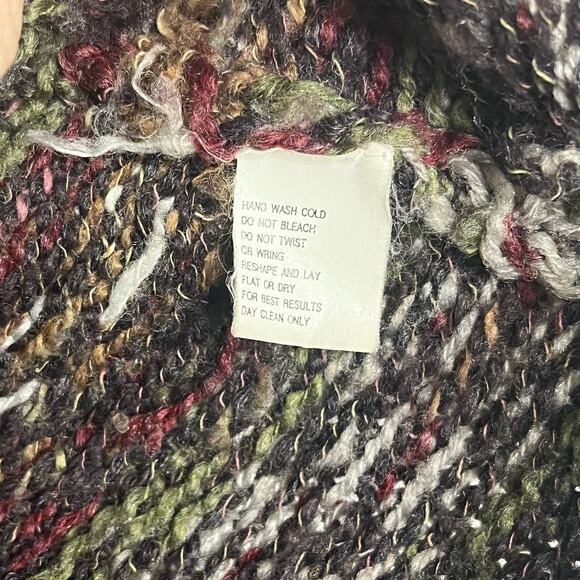 HAND WASH COLD
DO NOT BLEACH
DO NOT TWIST
OR WRING
RESHAPE AND LAY
FLAT OR DRY
FOR BEST RESULTS
DAY CLEAN ONLY